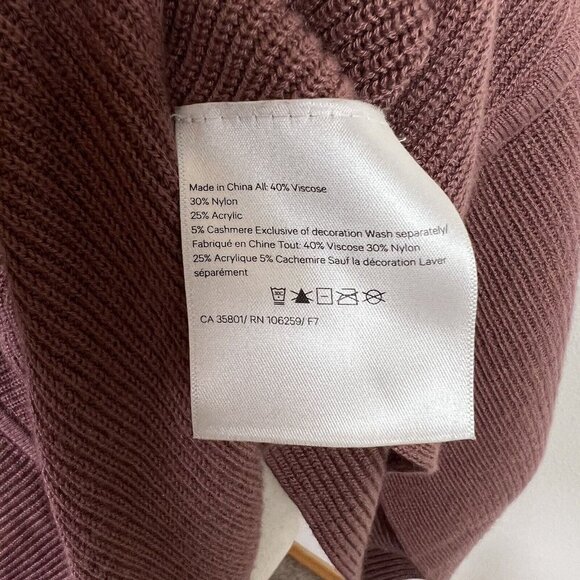 Made in China All: 40% Viscose
30% Nylon
25% Acrylic
5% Cashmere Exclusive of decoration Wash separately/
Fabriqué en Chine Tout: 40% Viscose 30% Nylon
25% Acrylique 5% Cachemire Sauf la décoration Laver
séparément
CA 35801/ RN 106259/ F7